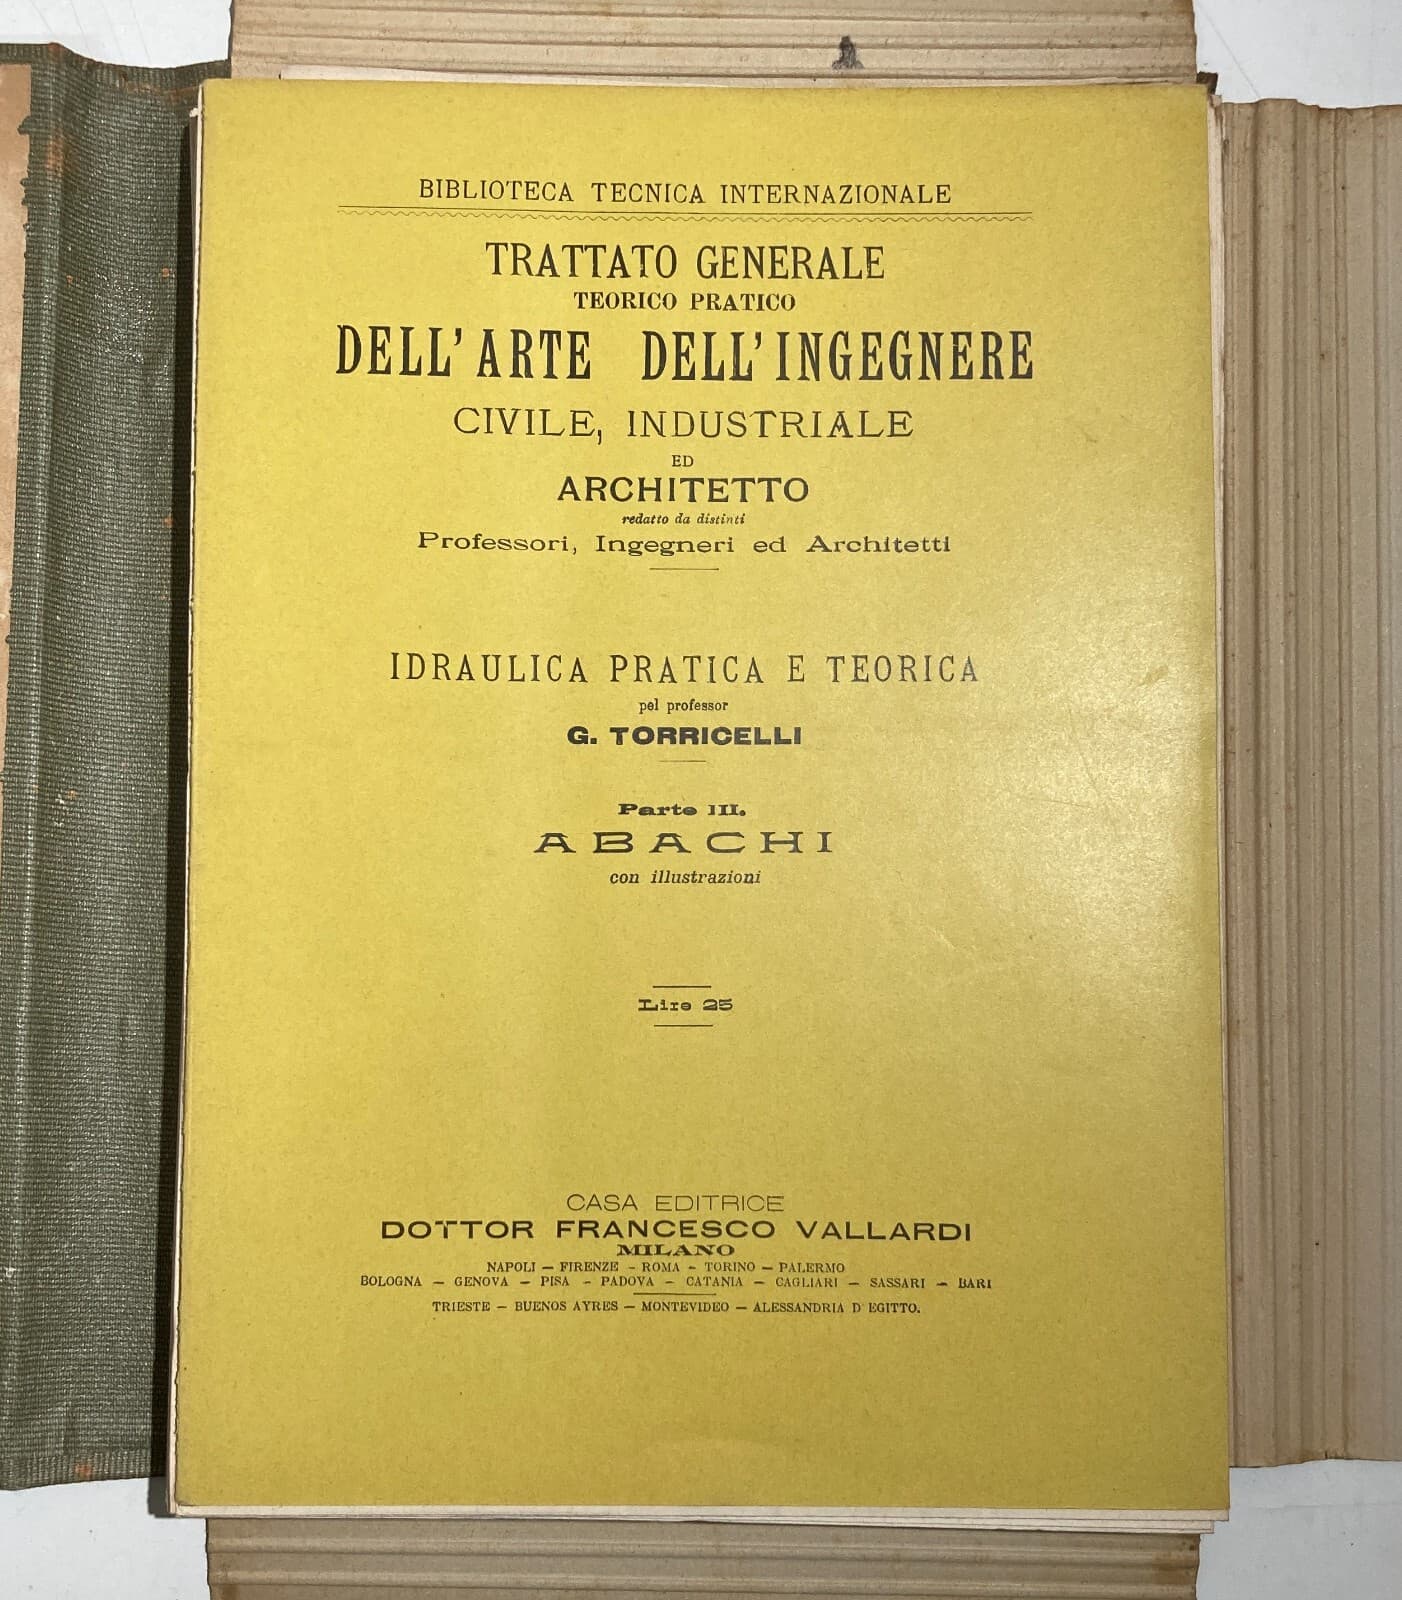 BIBLIOTECA TECNICA INTERNAZIONALE
TRATTATO GENERALE
TEORICO PRATICO
DELL'ARTE DELL'INGEGNERE
CIVILE, INDUSTRIALE
ED
ARCHITETTO
redatto da distinti
Professori, Ingegneri ed Architetti
IDRAULICA PRATICA E TEORICA
pel professor
G. TORRICELLI
Parte III.
ABACHI
con illustrazioni
Lire 25
CASA EDITRICE
DOTTOR FRANCESCO VALLARDI
MILANO
NAPOLI – FIRENZE – ROMA – TORINO – PALERMO
BOLOGNA – GENOVA – PISA – PADOVA – CATANIA – CAGLIARI – SASSARI – BARI
TRIESTE – BUENOS AYRES – MONTEVIDEO – ALESSANDRIA D'EGITTO.